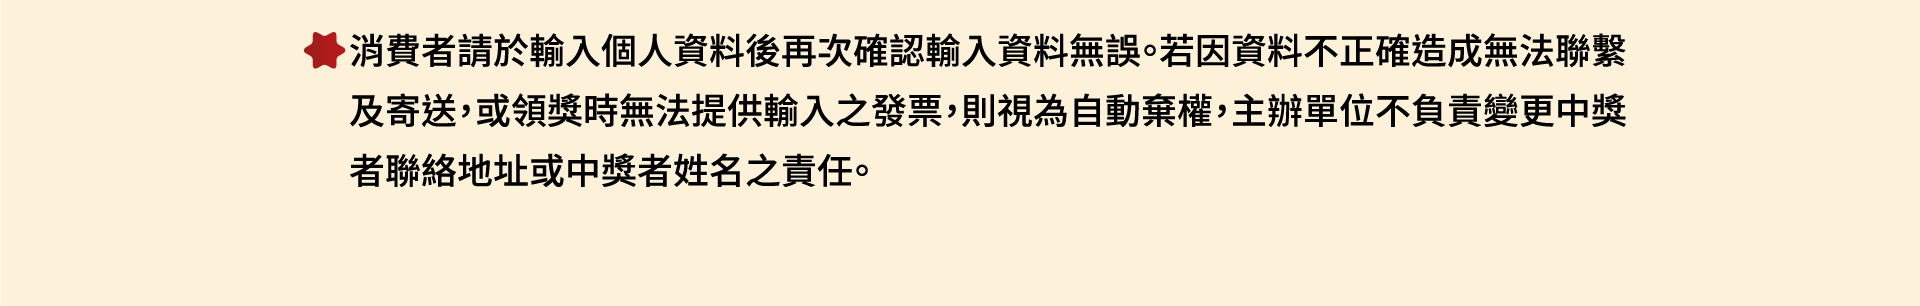 消費者請於輸入個人資料後再次確認輸入資料無誤。若因資料不正確造成無法聯繫
及寄送，或領獎時無法提供輸入之發票，則視為自動棄權，主辦單位不負責變更中獎
者聯絡地址或中獎者姓名之責任。